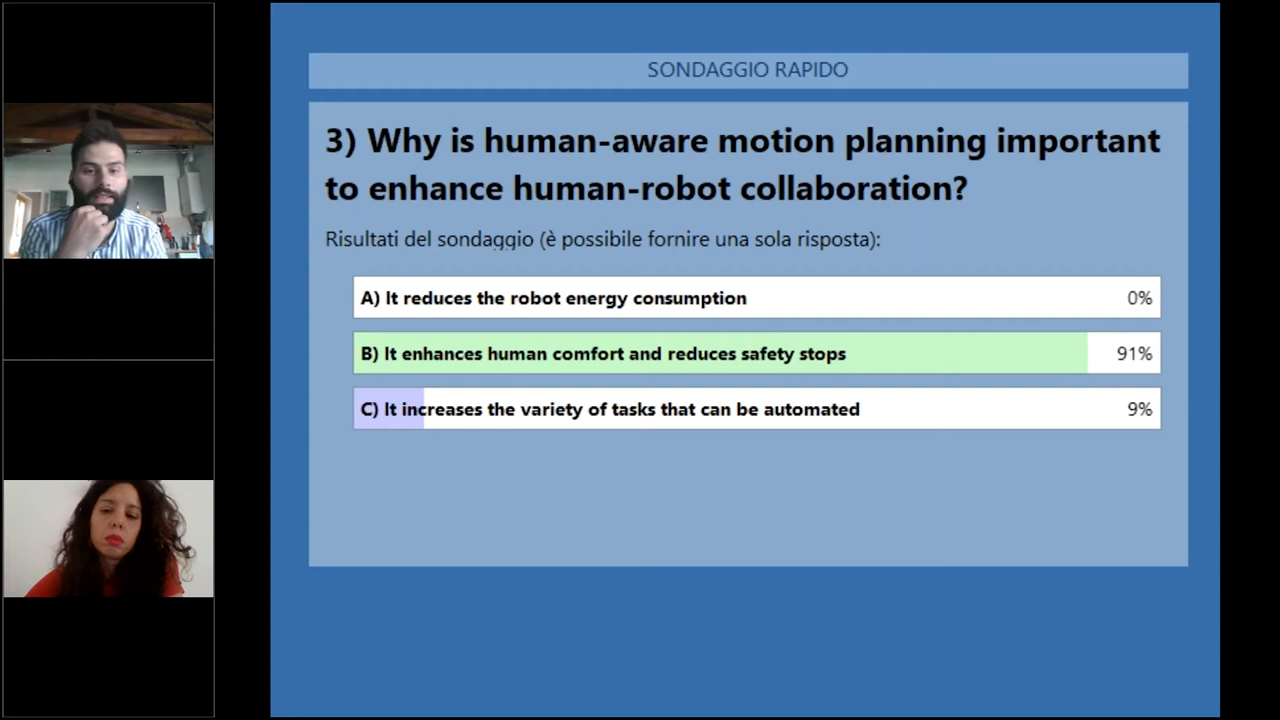 SONDAGGIO RAPIDO
3) Why is human-aware motion planning important
to enhance human-robot collaboration?
Risultati del sondaggio (è possibile fornire una sola risposta):
A) It reduces the robot energy consumption 0%
B) It enhances human comfort and reduces safety stops 91%
C) It increases the variety of tasks that can be automated 9%